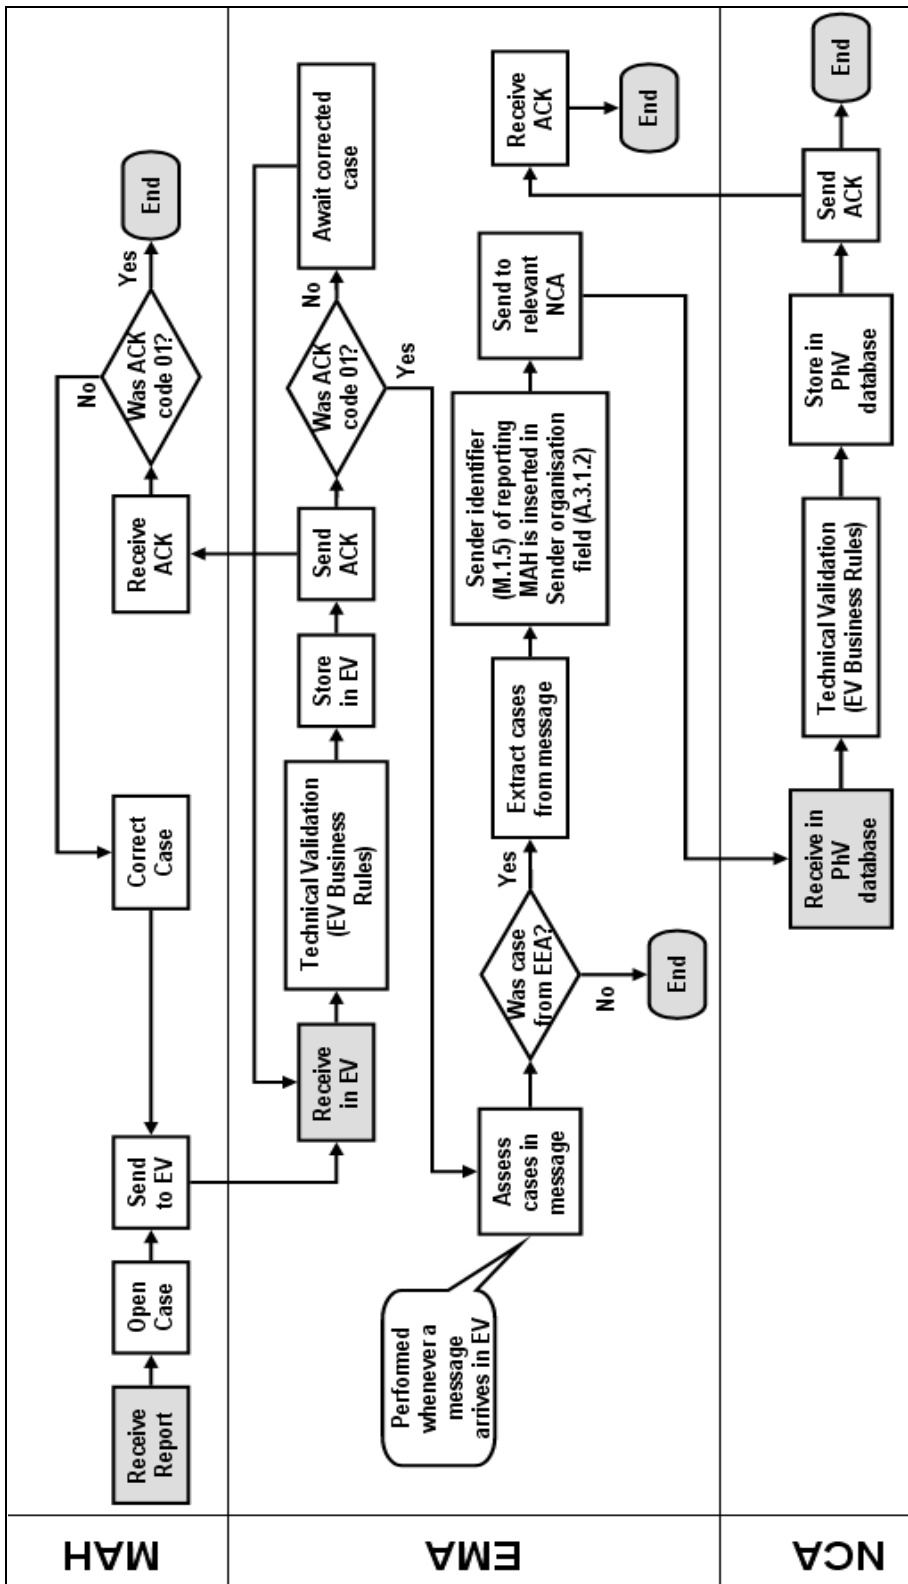 MAH
Receive
Report
Open
Case
Send
to EV
Correct
Case
Receive
ACK
Was ACK
code 01?
No
Yes
End
EMA
Receive
in EV
Technical Validation
(EV Business
Rules)
Store
in EV
Send
ACK
Was ACK
code 01?
No
Yes
Await corrected
case
Performed
whenever a
message
arrives in EV
Assess
cases in
message
Was case
from EEA?
Yes
No
End
Extract cases
from message
Sender identifier
(M.1.5) of reporting
MAH is inserted in
Sender organisation
field (A.3.1.2)
Send to
relevant
NCA
Receive
ACK
End
NCA
Receive in
PhV
database
Technical Validation
(EV Business Rules)
Store in
PhV
database
Send
ACK
End